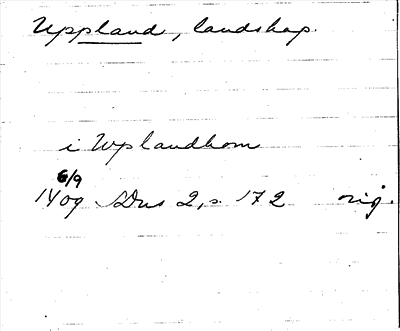 Uppland, landskap.
i Wplandhom
6/9
1409 SDns 2, s. 172 orig.